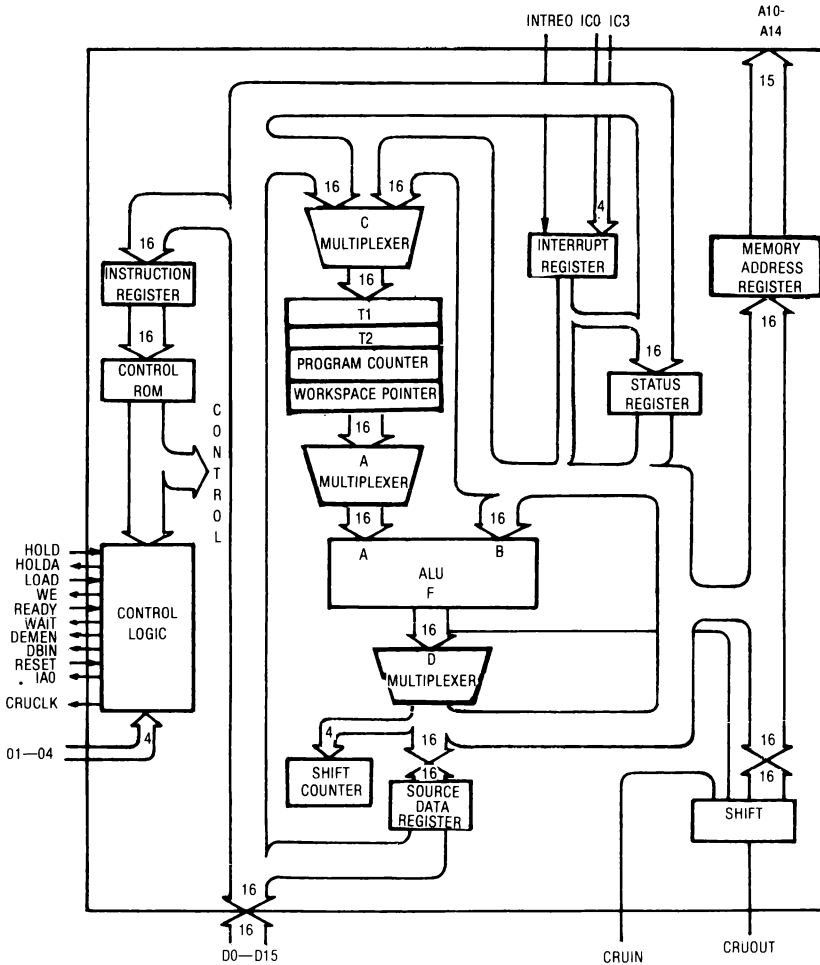 A10-
INTREO IC0 IC3
A14
15
16
16
C
MULTIPLEXER
4
16
INTERRUPT
REGISTER
MEMORY
ADDRESS
REGISTER
16
INSTRUCTION
REGISTER
16
T1
16
T2
16
PROGRAM COUNTER
16
CONTROL
ROM
WORKSPACE POINTER
STATUS
REGISTER
CONTROL
16
A
MULTIPLEXER
16
16
A
B
HOLD
HOLDA
LOAD
WE
READY
WAIT
DEMEN
DBIN
RESET
IAO
CRUCLK
CONTROL
LOGIC
ALU
F
16
D
MULTIPLEXER
4
01—04
4
16
16
16
16
SHIFT
COUNTER
SOURCE
DATA
REGISTER
SHIFT
16
16
D0—D15
CRUIN
CRUOUT